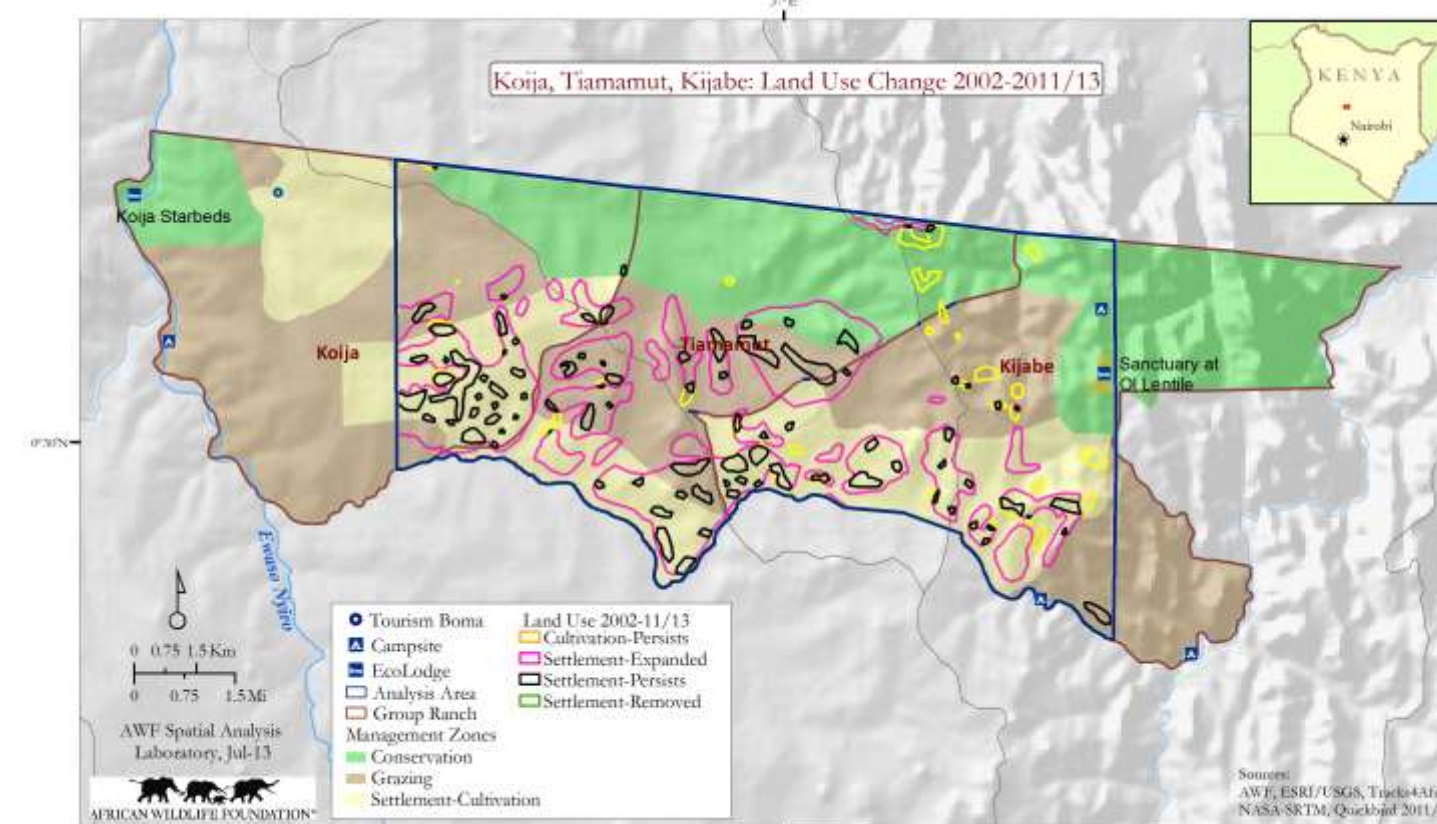 Koija, Tiamamut, Kijabe: Land Use Change 2002-2011/13
KENYA
Nairobi
Koija Starbeds
Koija
Tiamamut
Kijabe
Sanctuary at
Ol Lentile
0°30'N
Ewaso Nyiro
0 0.75 1.5 Km
0 0.75 1.5 Mi
AWF Spatial Analysis
Laboratory, Jul-13
AFRICAN WILDLIFE FOUNDATION
Tourism Boma
Campsite
EcoLodge
Analysis Area
Group Ranch
Management Zones
Conservation
Grazing
Settlement-Cultivation
Land Use 2002-11/13
Cultivation-Persists
Settlement-Expanded
Settlement-Persists
Settlement-Removed
Sources:
AWF, ESRI/USGS,
NASA-SRTM, Quickbird 2011/